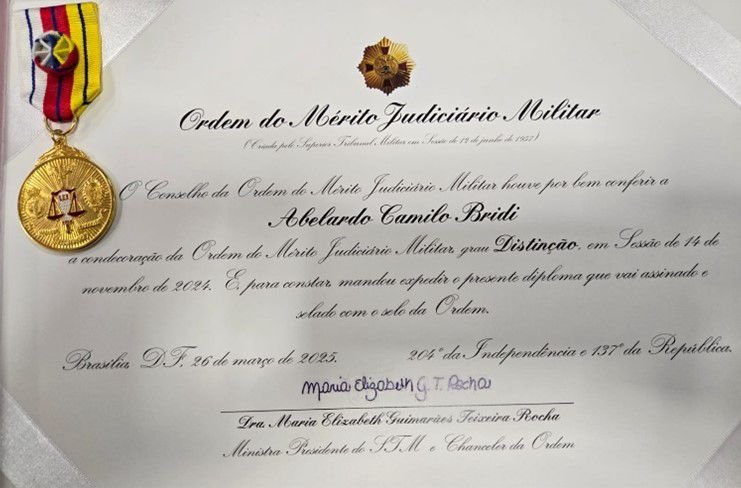 Ordem do Mérito Judiciário Militar
(Criada pelo Superior Tribunal Militar em Sessão de 12 de junho de 1957)
O Conselho da Ordem do Mérito Judiciário Militar houve por bem conferir a
Abelardo Camilo Bridi
a condecoração da Ordem do Mérito Judiciário Militar, grau Distinção, em Sessão de 14 de
novembro de 2024. E, para constar, mandou expedir o presente diploma que vai assinado e
selado com o selo da Ordem.
Brasília, D.F, 26 de março de 2025. 204º da Independência e 137º da República.
Maria Elizabeth G. T. Rocha
Dra. Maria Elizabeth Guimarães Teixeira Rocha
Ministra Presidente do STM e Chanceler da Ordem